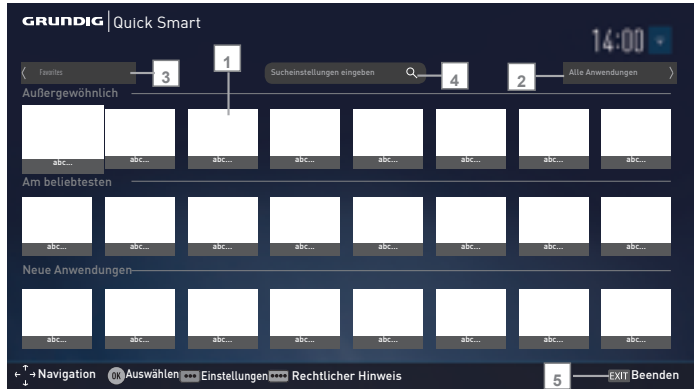 GRUNDIG Quick Smart
14:00
1
Favorites 3 Sucheinstellungen eingeben 4 2 Alle Anwendungen
Außergewöhnlich
abc... abc... abc... abc... abc... abc... abc... abc...
Am beliebtesten
abc... abc... abc... abc... abc... abc... abc... abc...
Neue Anwendungen
abc... abc... abc... abc... abc... abc... abc... abc...
Navigation OK Auswählen Einstellungen Rechtlicher Hinweis 5 EXIT Beenden